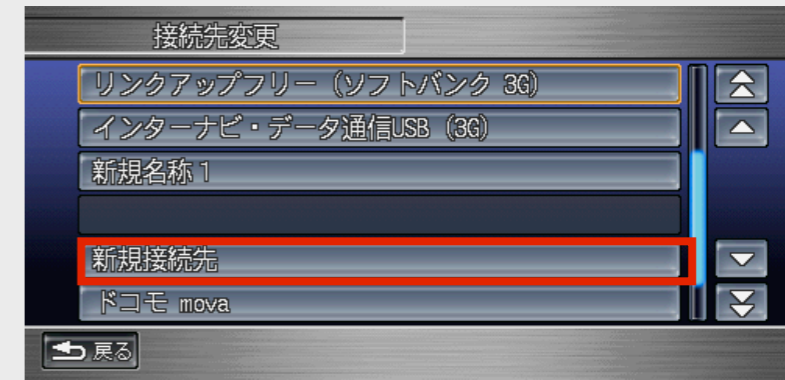 接続先変更
リンクアップフリー（ソフトバンク 3G）
インターナビ・データ通信USB（3G）
新規名称1
新規接続先
ドコモ mova
戻る